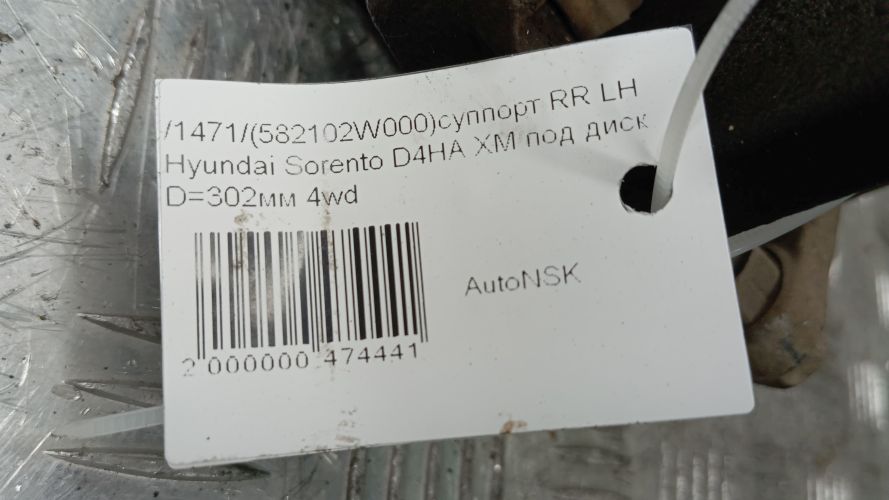 /1471/(582102W000)суппорт RR LH
Hyundai Sorento D4HA XM под диск
D=302мм 4wd
AutoNSK
2 000000 474441